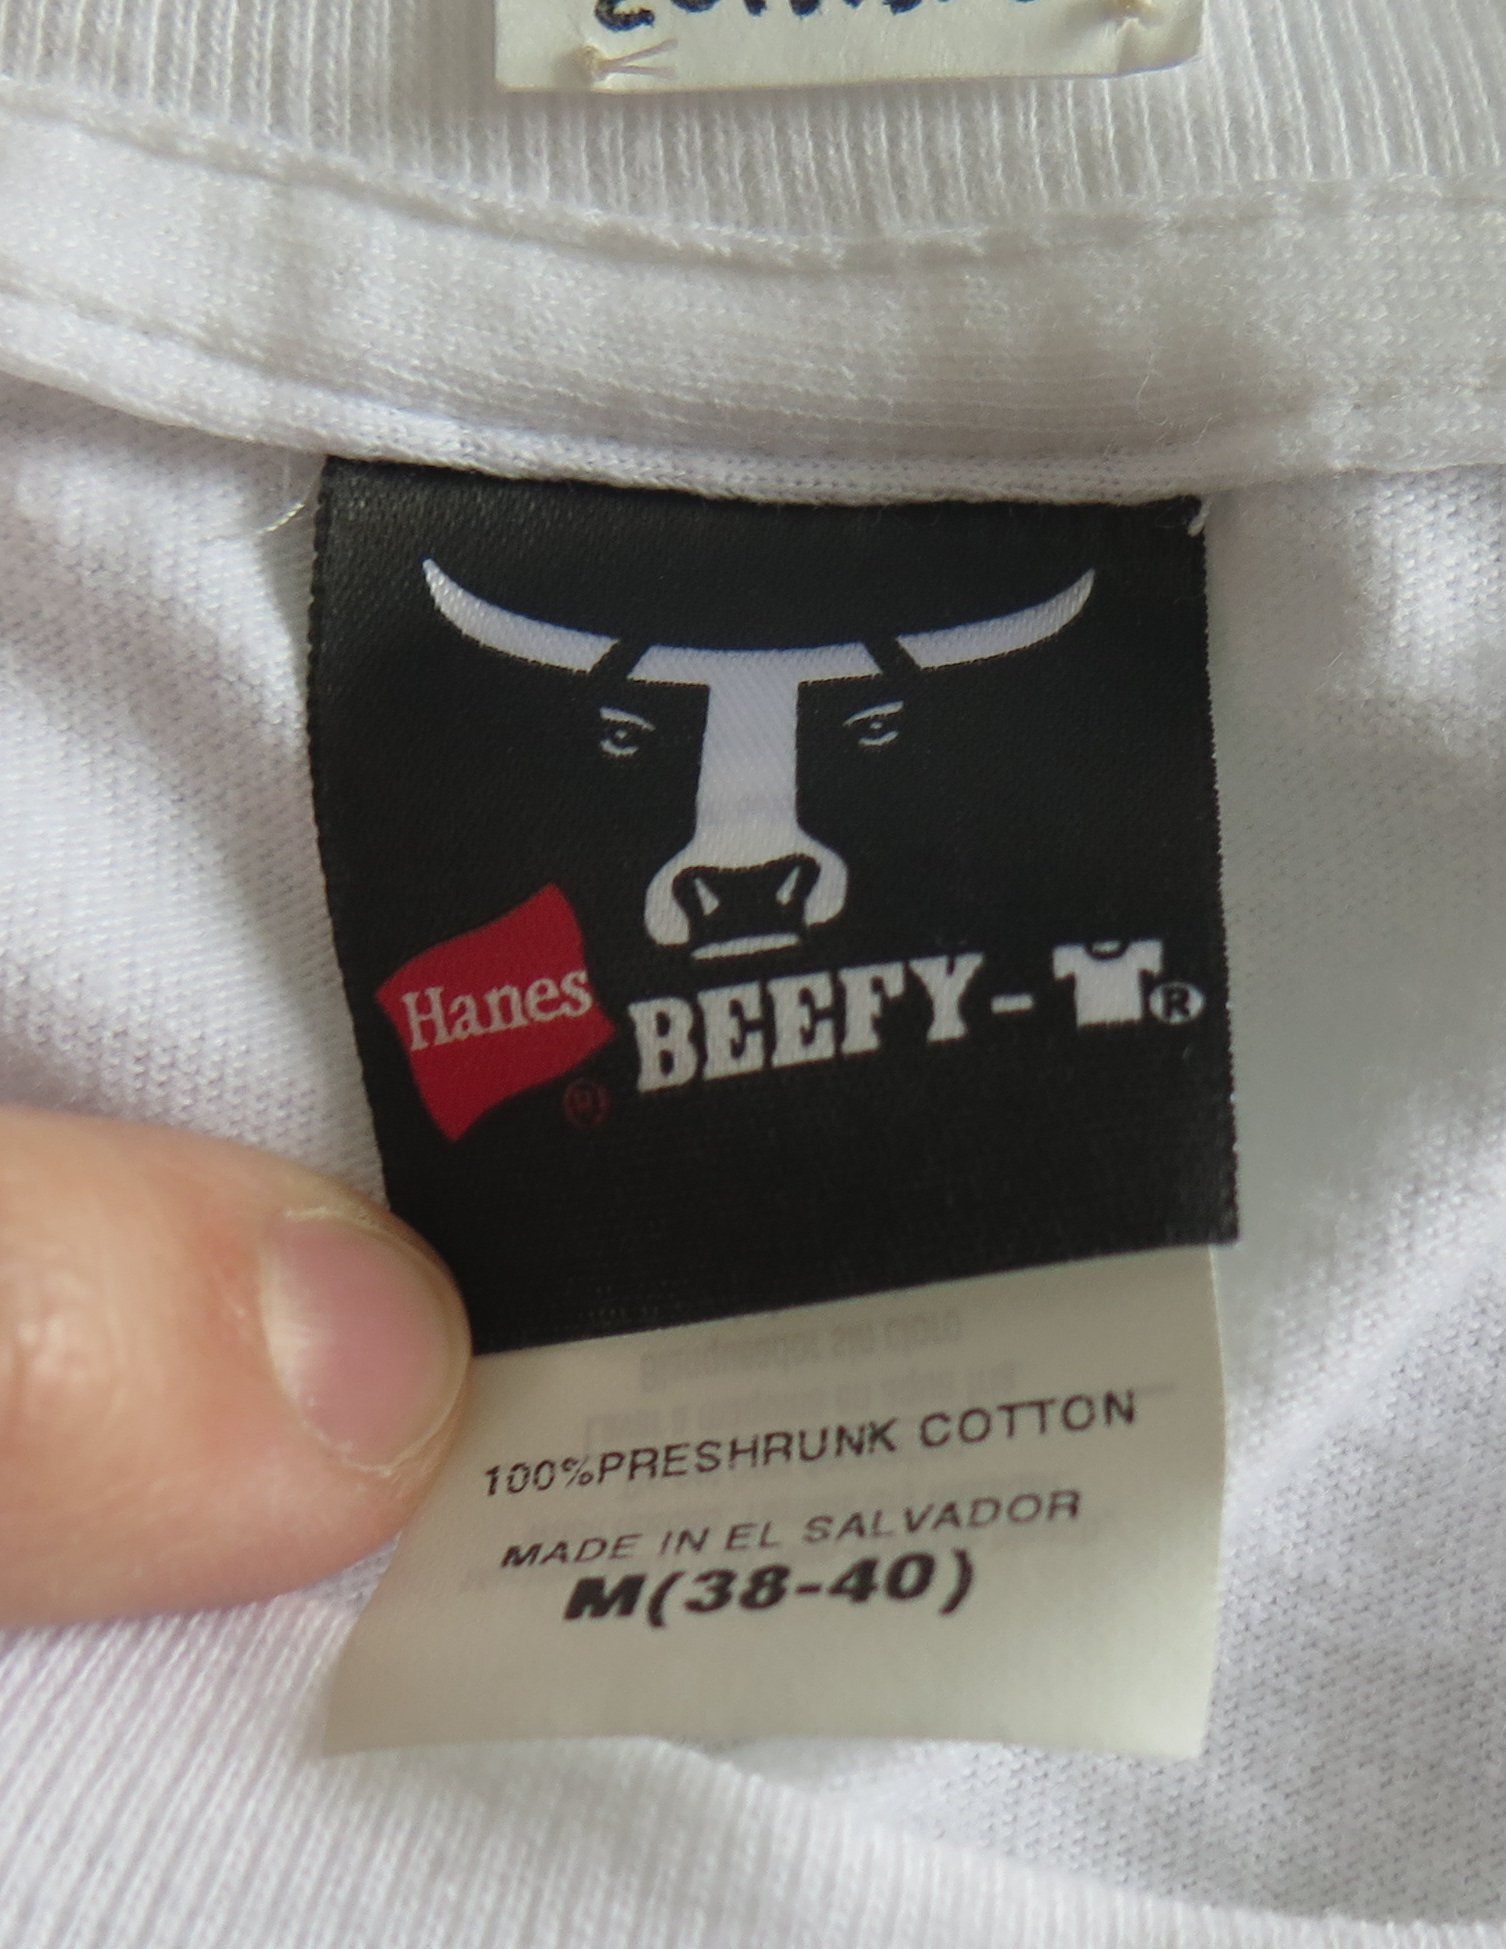 Hanes
BEEFY-
®
®
100%PRESHRUNK COTTON
MADE IN EL SALVADOR
M(38-40)